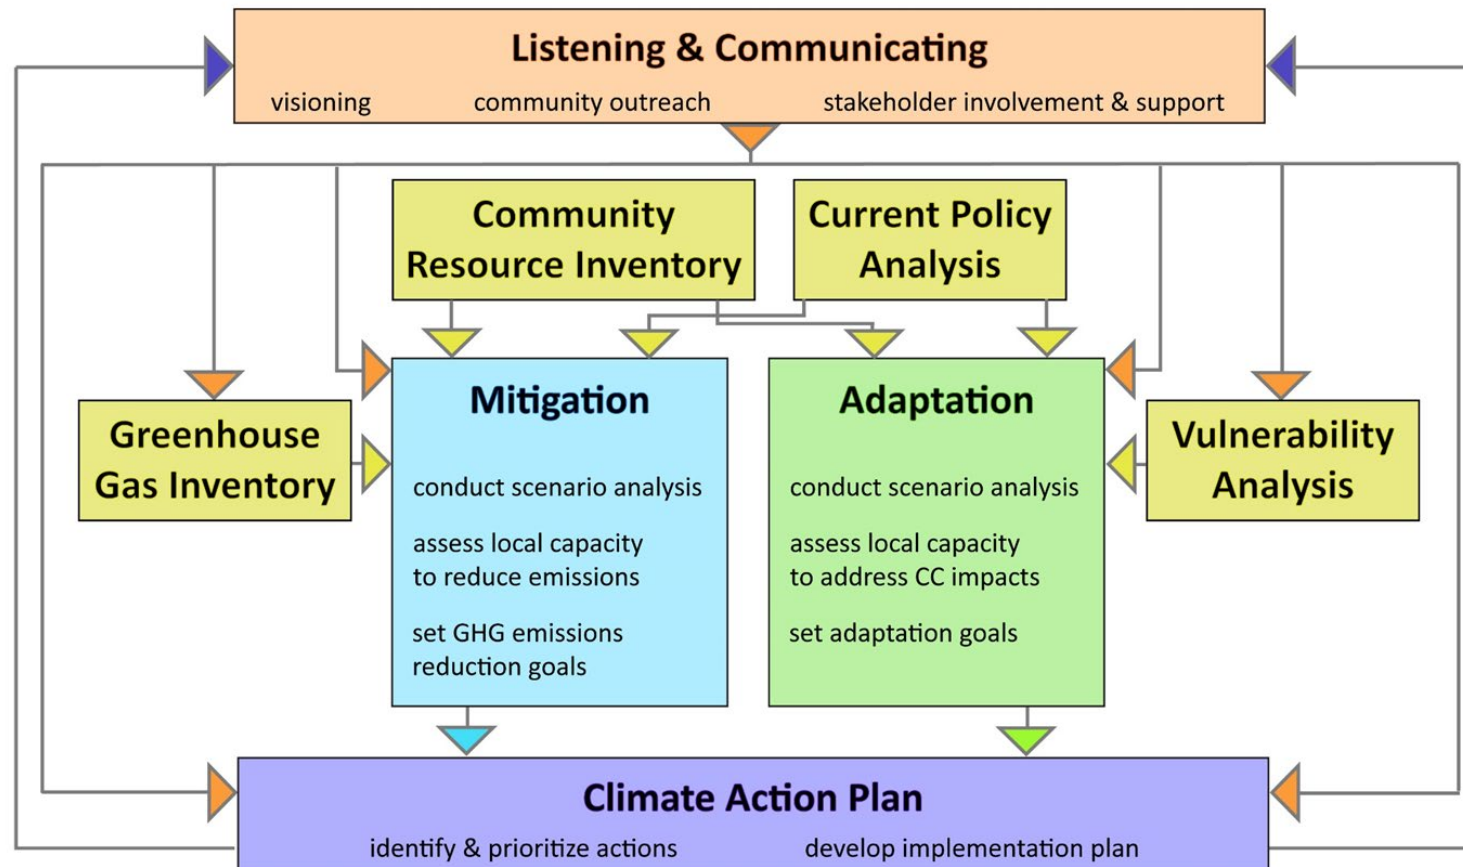 Listening & Communicating
visioning community outreach stakeholder involvement & support
Community
Resource Inventory
Current Policy
Analysis
Greenhouse
Gas Inventory
Mitigation
conduct scenario analysis
assess local capacity
to reduce emissions
set GHG emissions
reduction goals
Adaptation
conduct scenario analysis
assess local capacity
to address CC impacts
set adaptation goals
Vulnerability
Analysis
Climate Action Plan
identify & prioritize actions develop implementation plan